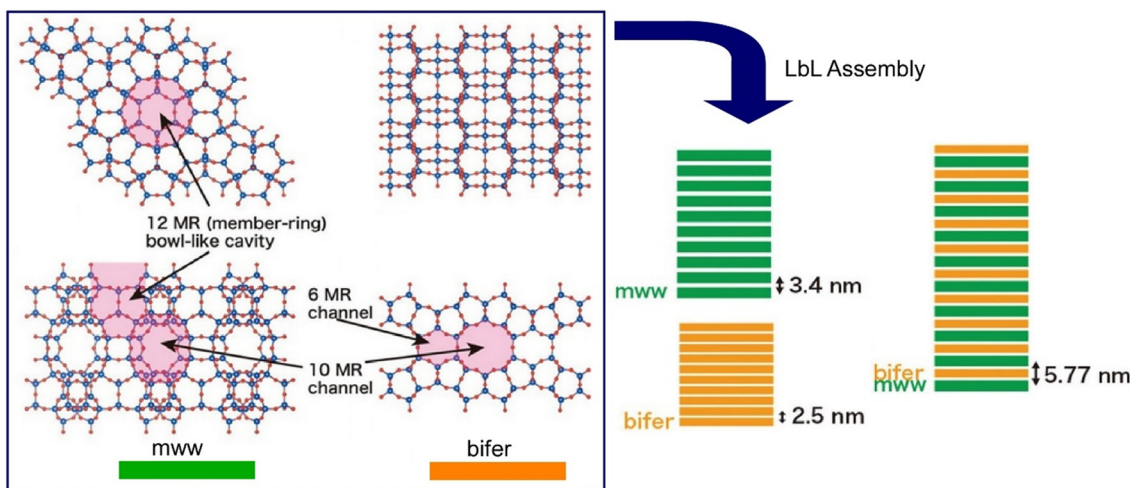 12 MR (member-ring)
bowl-like cavity
6 MR
channel
10 MR
channel
mww
bifer
LbL Assembly
mww
3.4 nm
bifer
2.5 nm
bifer
mww
5.77 nm